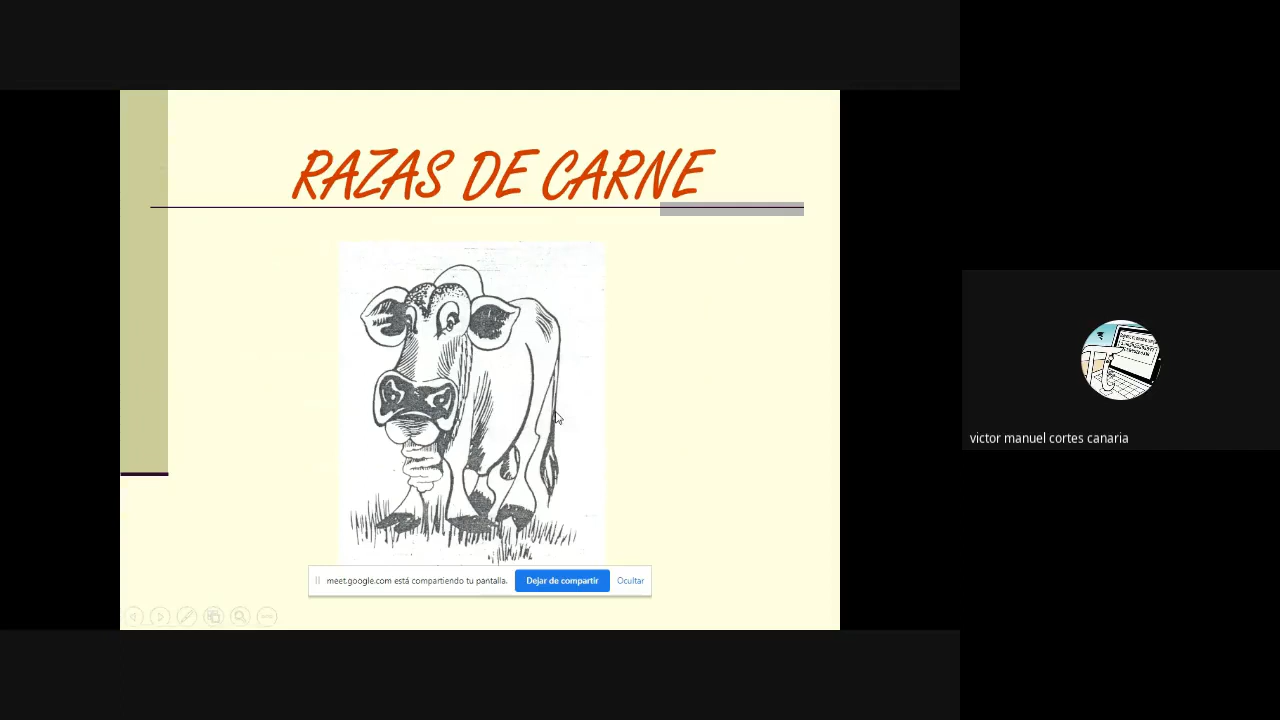 RAZAS DE CARNE
meet.google.com está compartiendo tu pantalla.
Dejar de compartir
Ocultar
victor manuel cortes canaria